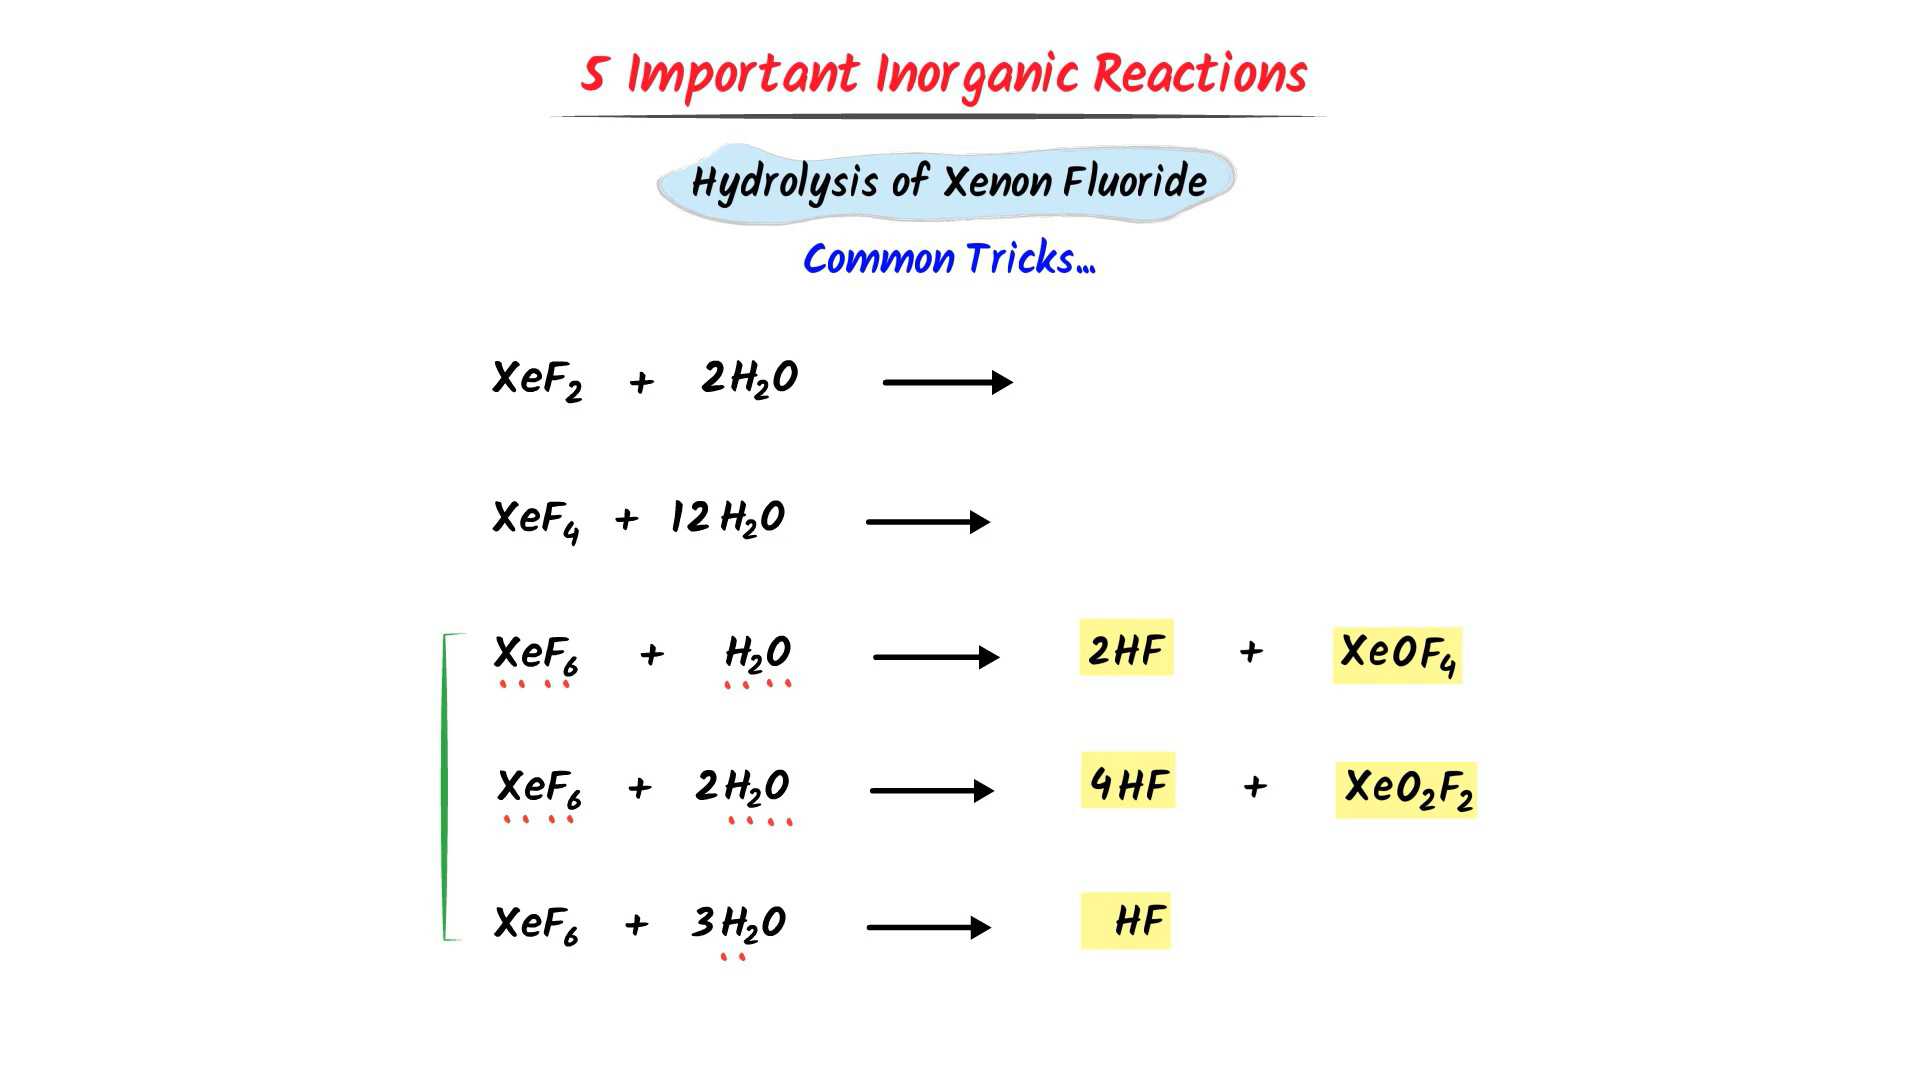 5 Important Inorganic Reactions
Hydrolysis of Xenon Fluoride
Common Tricks...
XeF₂ + 2H₂O ⟶
XeF₄ + 12H₂O ⟶
XeF₆ + H₂O ⟶ 2HF + XeOF₄
XeF₆ + 2H₂O ⟶ 4HF + XeO₂F₂
XeF₆ + 3H₂O ⟶ HF